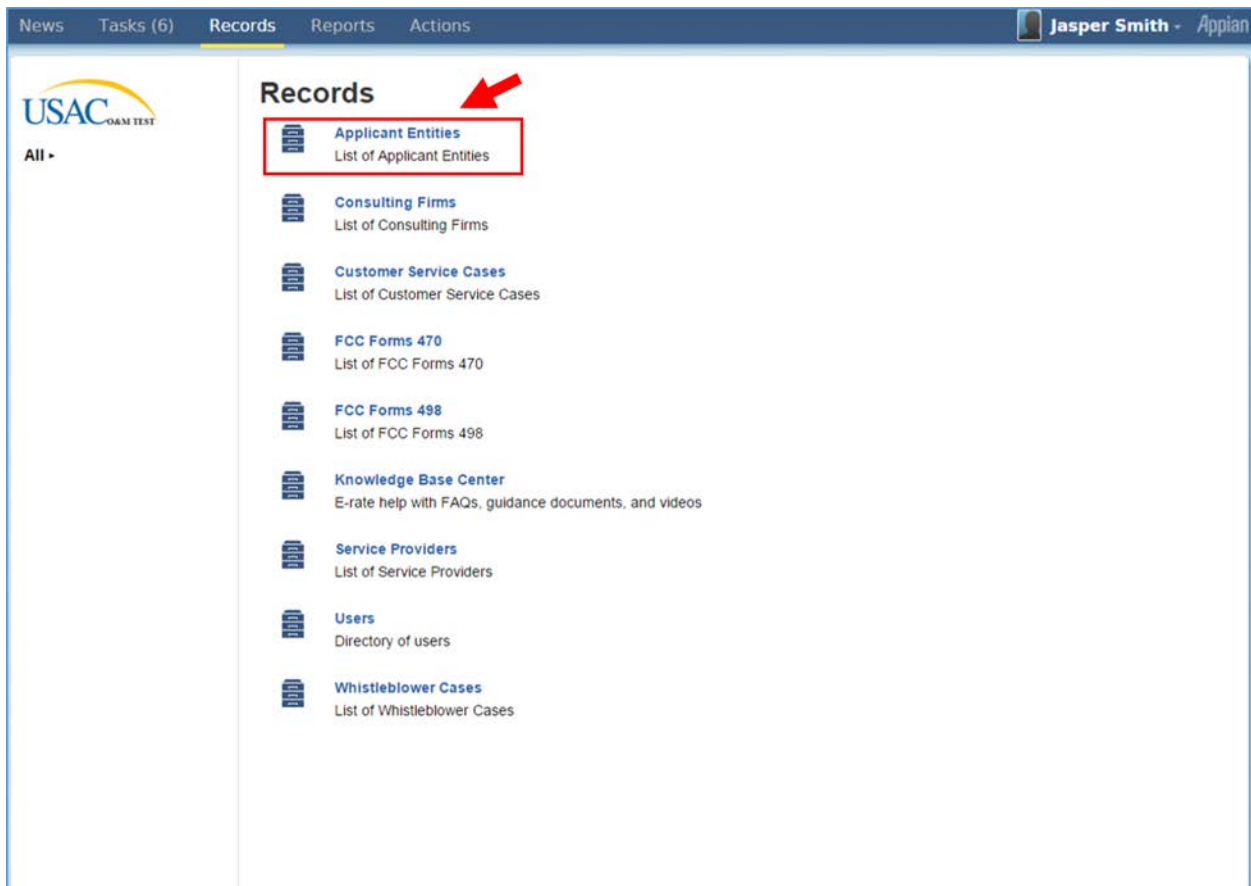 News Tasks (6) Records Reports Actions Jasper Smith Appian
USAC O&M TEST
All
Records
Applicant Entities
List of Applicant Entities
Consulting Firms
List of Consulting Firms
Customer Service Cases
List of Customer Service Cases
FCC Forms 470
List of FCC Forms 470
FCC Forms 498
List of FCC Forms 498
Knowledge Base Center
E-rate help with FAQs, guidance documents, and videos
Service Providers
List of Service Providers
Users
Directory of users
Whistleblower Cases
List of Whistleblower Cases